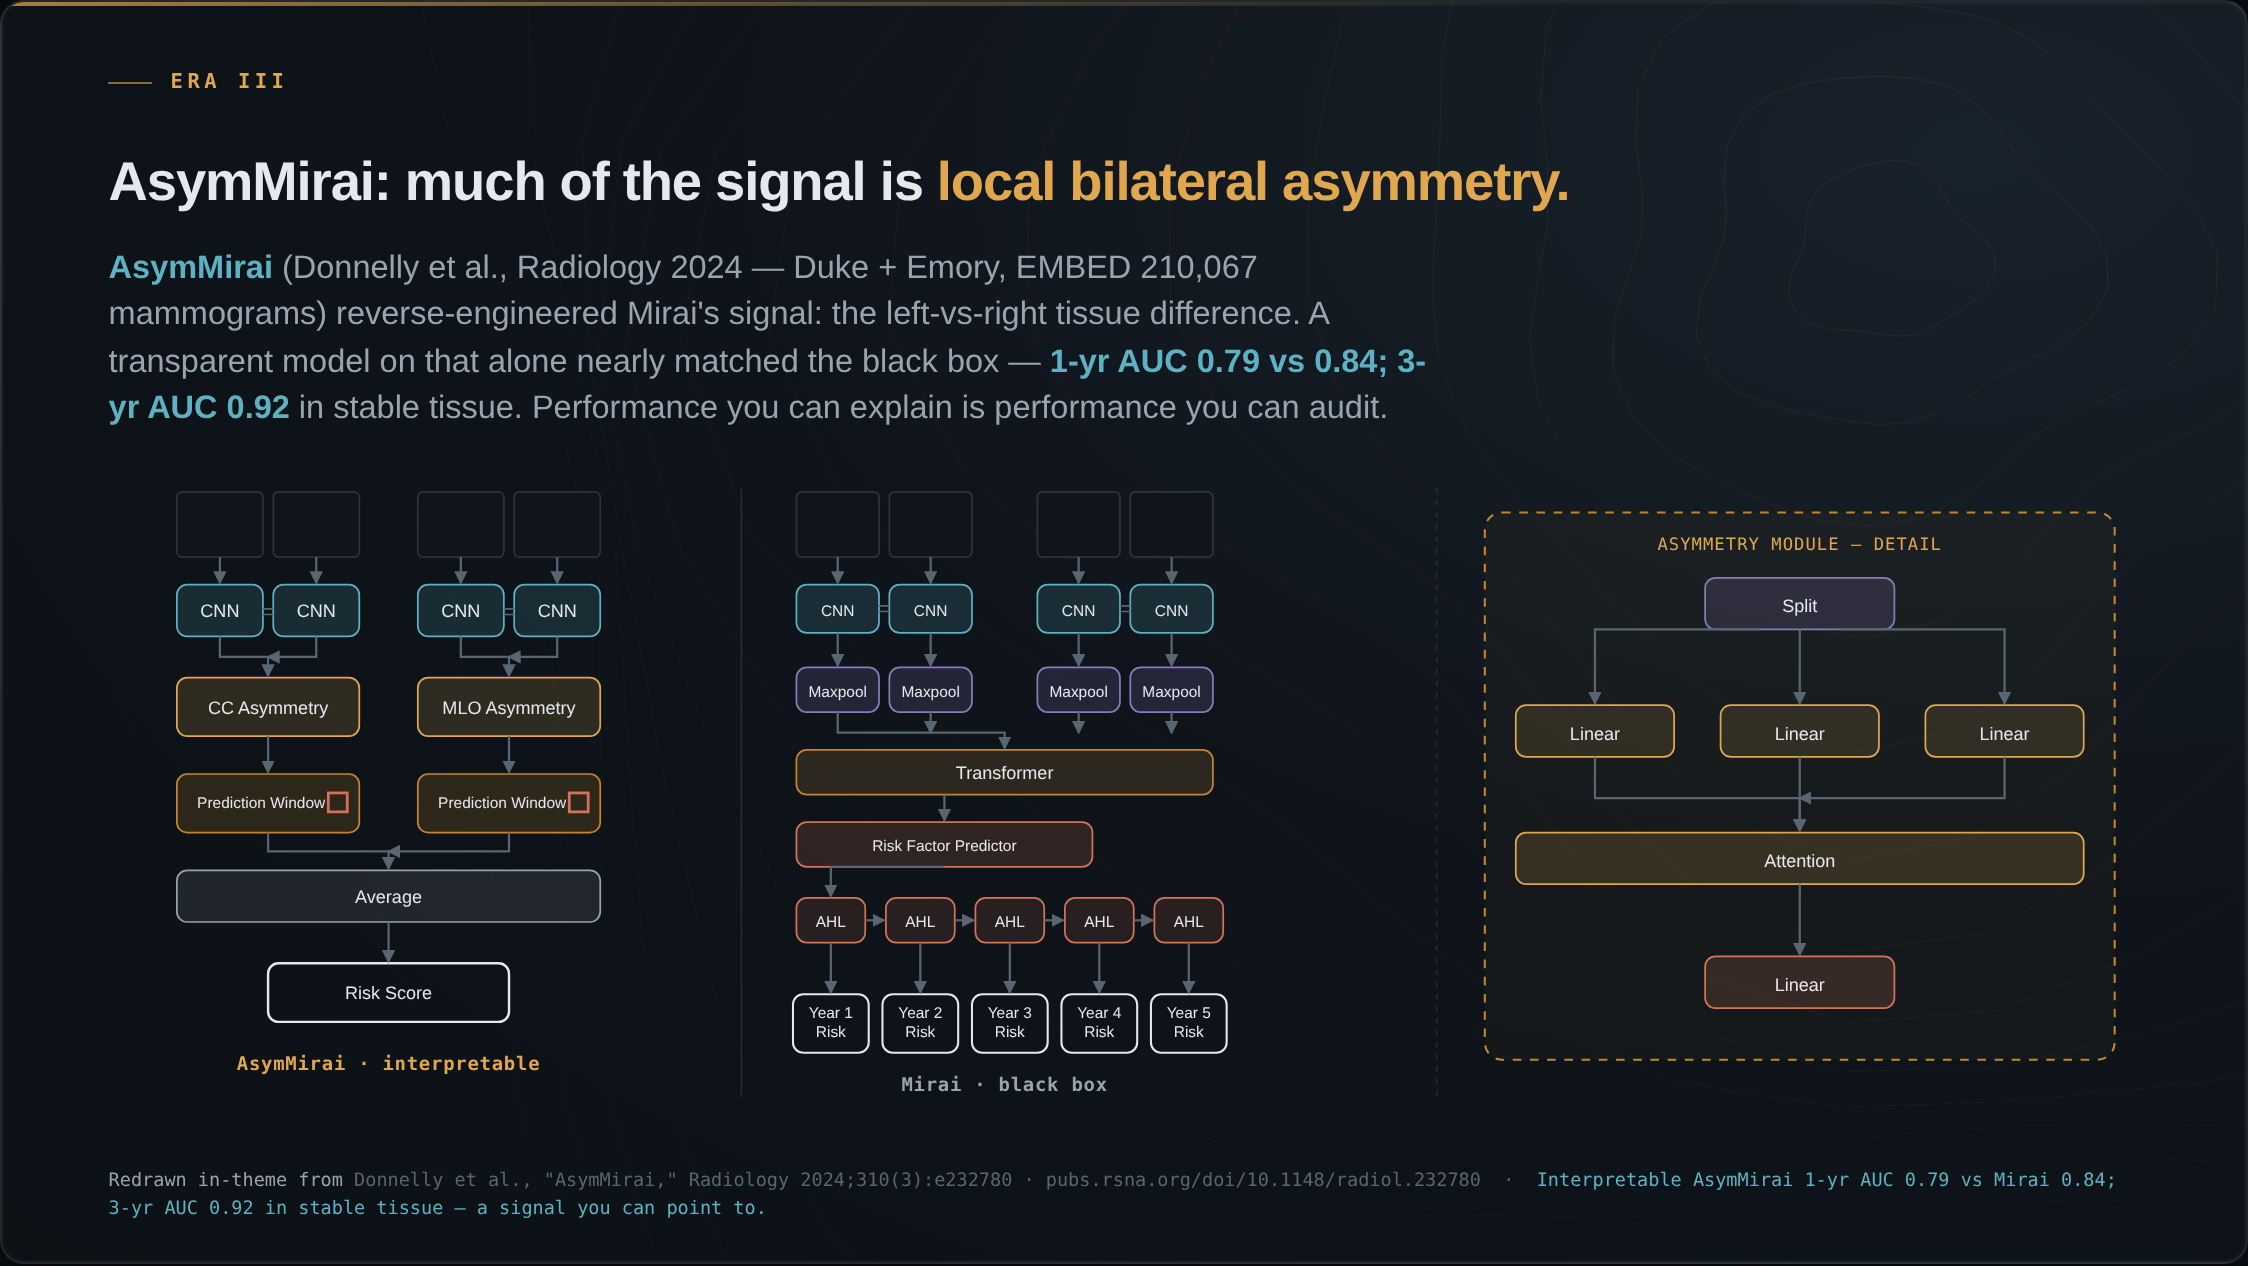 ERA III
AsymMirai: much of the signal is local bilateral asymmetry.
AsymMirai (Donnelly et al., Radiology 2024 — Duke + Emory, EMBED 210,067
mammograms) reverse-engineered Mirai's signal: the left-vs-right tissue difference. A
transparent model on that alone nearly matched the black box — 1-yr AUC 0.79 vs 0.84; 3-
yr AUC 0.92 in stable tissue. Performance you can explain is performance you can audit.
CNN CNN CNN CNN
CC Asymmetry MLO Asymmetry
Prediction Window Prediction Window
Average
Risk Score
AsymMirai · interpretable
CNN CNN CNN CNN
Maxpool Maxpool Maxpool Maxpool
Transformer
Risk Factor Predictor
AHL AHL AHL AHL AHL
Year 1 Year 2 Year 3 Year 4 Year 5
Risk Risk Risk Risk Risk
Mirai · black box
ASYMMETRY MODULE — DETAIL
Split
Linear Linear Linear
Attention
Linear
Redrawn in-theme from Donnelly et al., "AsymMirai," Radiology 2024;310(3):e232780 · pubs.rsna.org/doi/10.1148/radiol.232780 · Interpretable AsymMirai 1-yr AUC 0.79 vs Mirai 0.84;
3-yr AUC 0.92 in stable tissue — a signal you can point to.